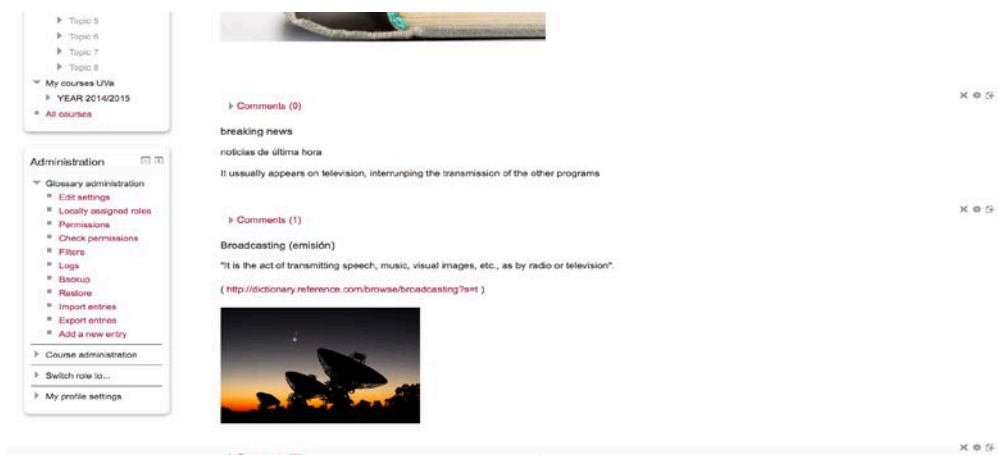 Topic 5
Topic 6
Topic 7
Topic 8
My courses UVa
YEAR 2014/2015
All courses
Administration
Glossary administration
Edit settings
Locally assigned roles
Permissions
Check permissions
Filters
Logs
Backup
Restore
Import entries
Export entries
Add a new entry
Course administration
Switch role to...
My profile settings
Comments (0)
breaking news
noticias de última hora
It ussually appears on television, interrunping the transmission of the other programs
Comments (1)
Broadcasting (emisión)
"It is the act of transmitting speech, music, visual images, etc., as by radio or television".
( http://dictionary.reference.com/browse/broadcasting?s=t )